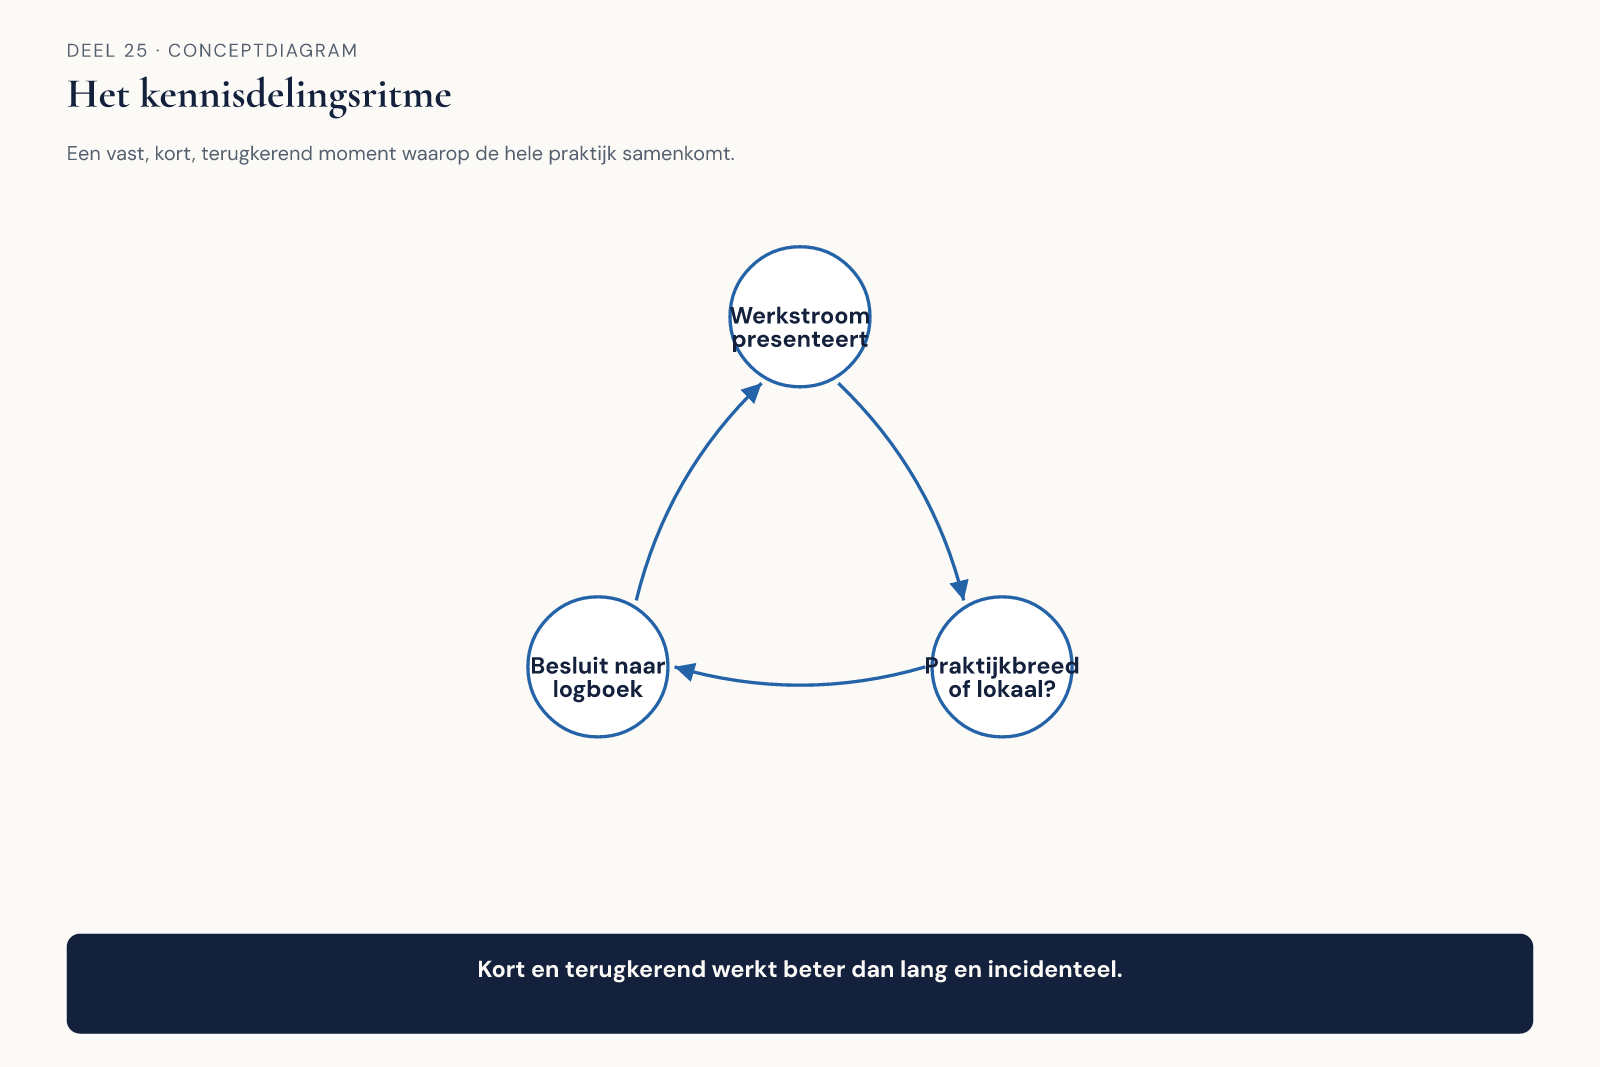 DEEL 25 · CONCEPTDIAGRAM
Het kennisdelingsritme
Een vast, kort, terugkerend moment waarop de hele praktijk samenkomt.
Werkstroom
presenteert
Besluit naar
logboek
Praktijkbreed
of lokaal?
Kort en terugkerend werkt beter dan lang en incidenteel.